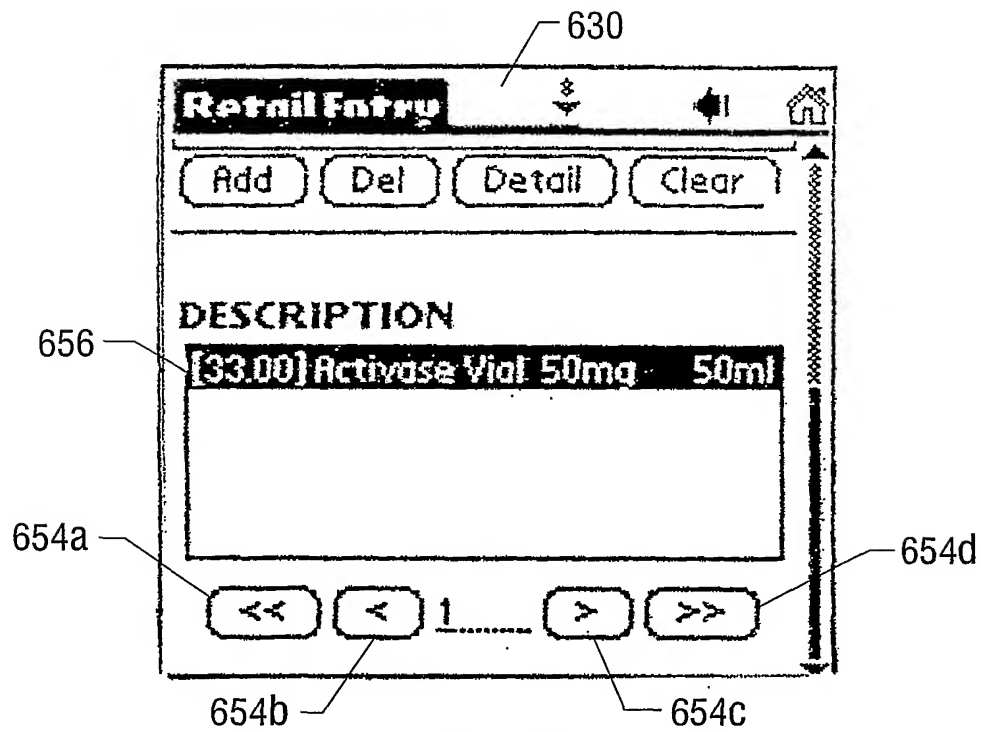 630
Retail Entry
Add Del Detail Clear
DESCRIPTION
656
[33.00] Activase Vial 50mg 50ml
654a
654d
<< < 1 > >>
654b
654c